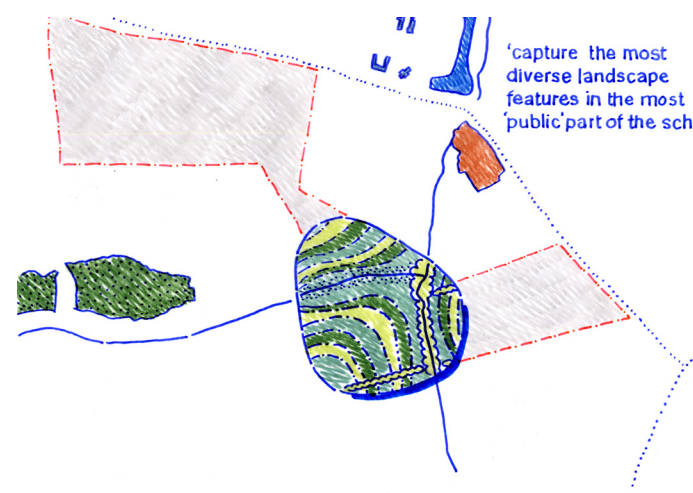 'capture the most
diverse landscape
features in the most
'public' part of the sch